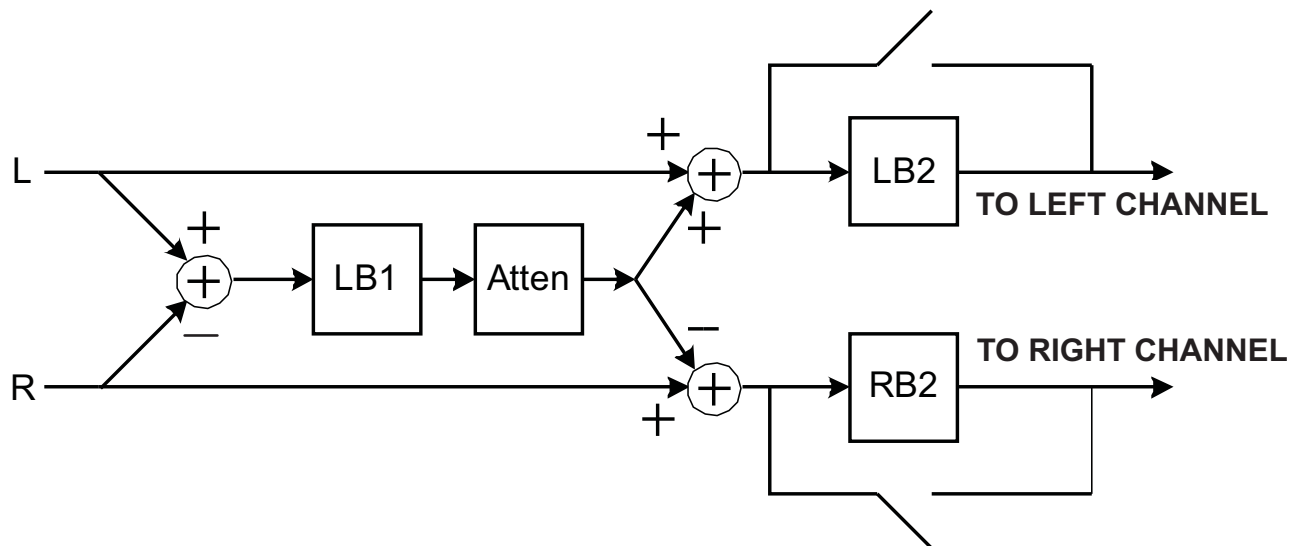 +
L
+
LB2
TO LEFT CHANNEL
+
+
+
LB1
Atten
−
−
TO RIGHT CHANNEL
R
+
RB2
+